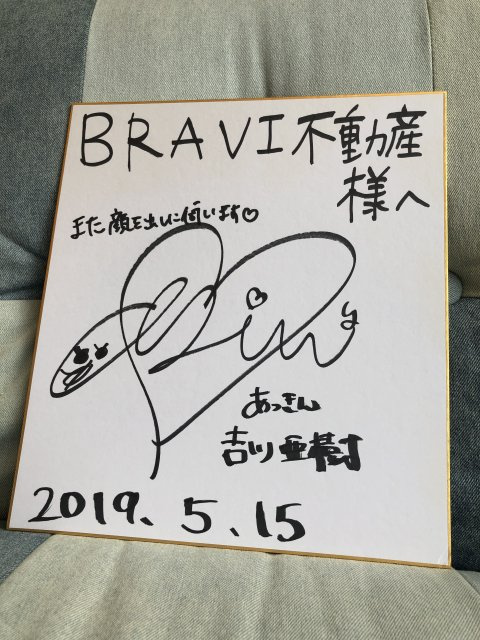 BRAVI不動産
様へ
また顔を出しに伺います♡
あっきん
吉川亜樹
2019.5.15